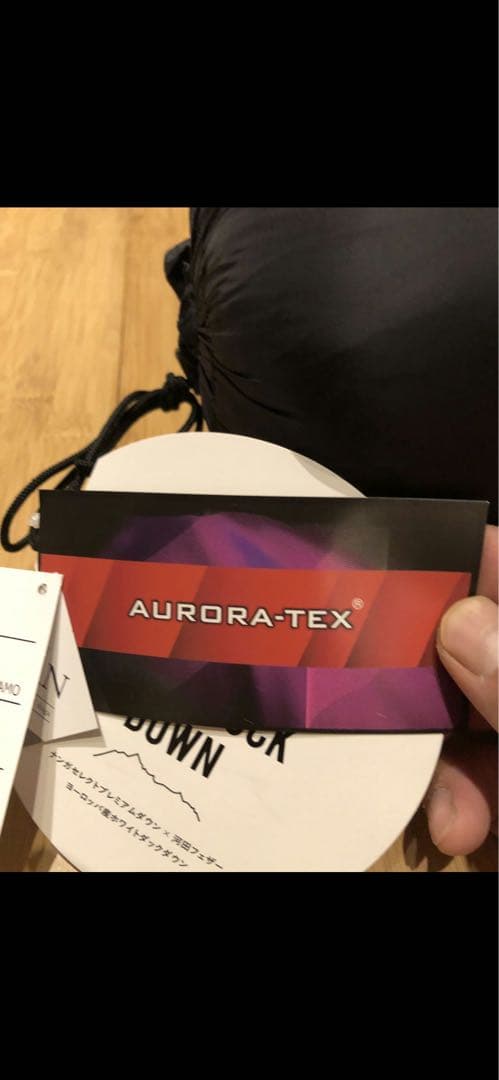 AURORA-TEX®
AMO
N
CK
DOWN
ナンガセレクトプレミアムダウン × 河田フェザー
ヨーロッパ産ホワイトダックダウン